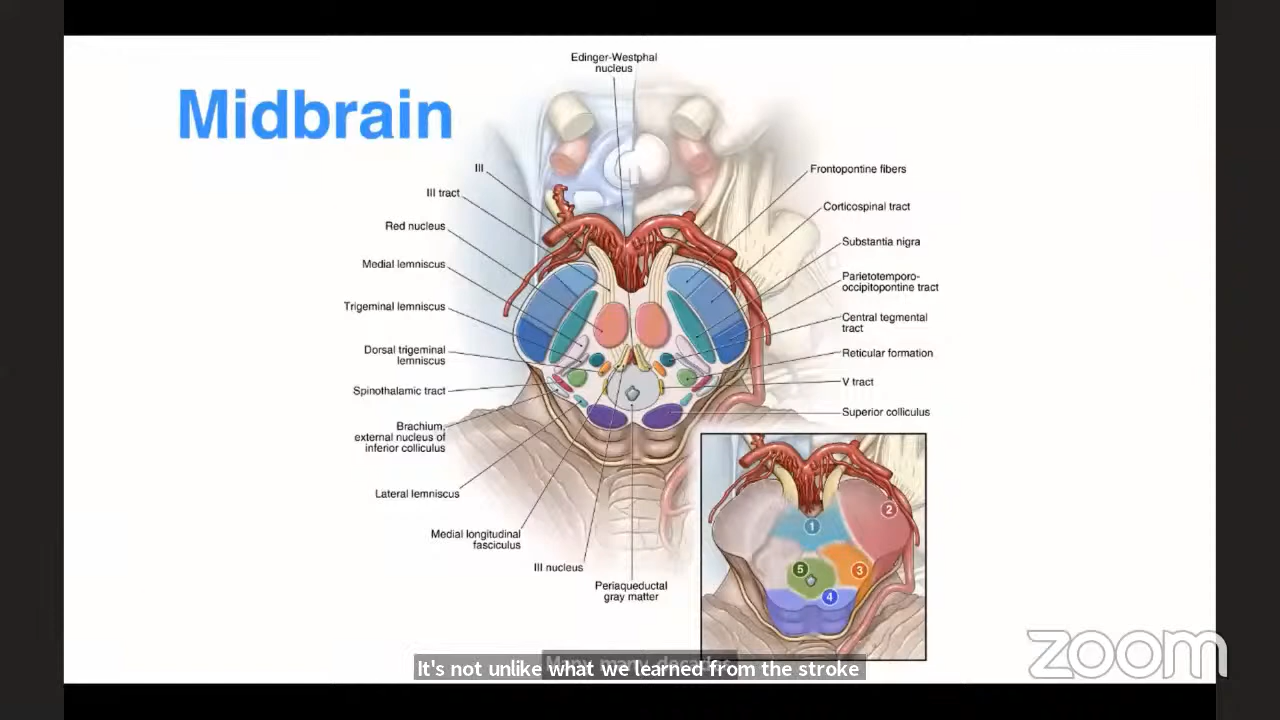 Midbrain
Edinger-Westphal
nucleus
III
III tract
Red nucleus
Medial lemniscus
Trigeminal lemniscus
Dorsal trigeminal
lemniscus
Spinothalamic tract
Brachium,
external nucleus of
inferior colliculus
Lateral lemniscus
Medial longitudinal
fasciculus
III nucleus
Periaqueductal
gray matter
Frontopontine fibers
Corticospinal tract
Substantia nigra
Parietotemporo-
occipitopontine tract
Central tegmental
tract
Reticular formation
V tract
Superior colliculus
1
2
3
4
5
It's not unlike what we learned from the stroke
zoom